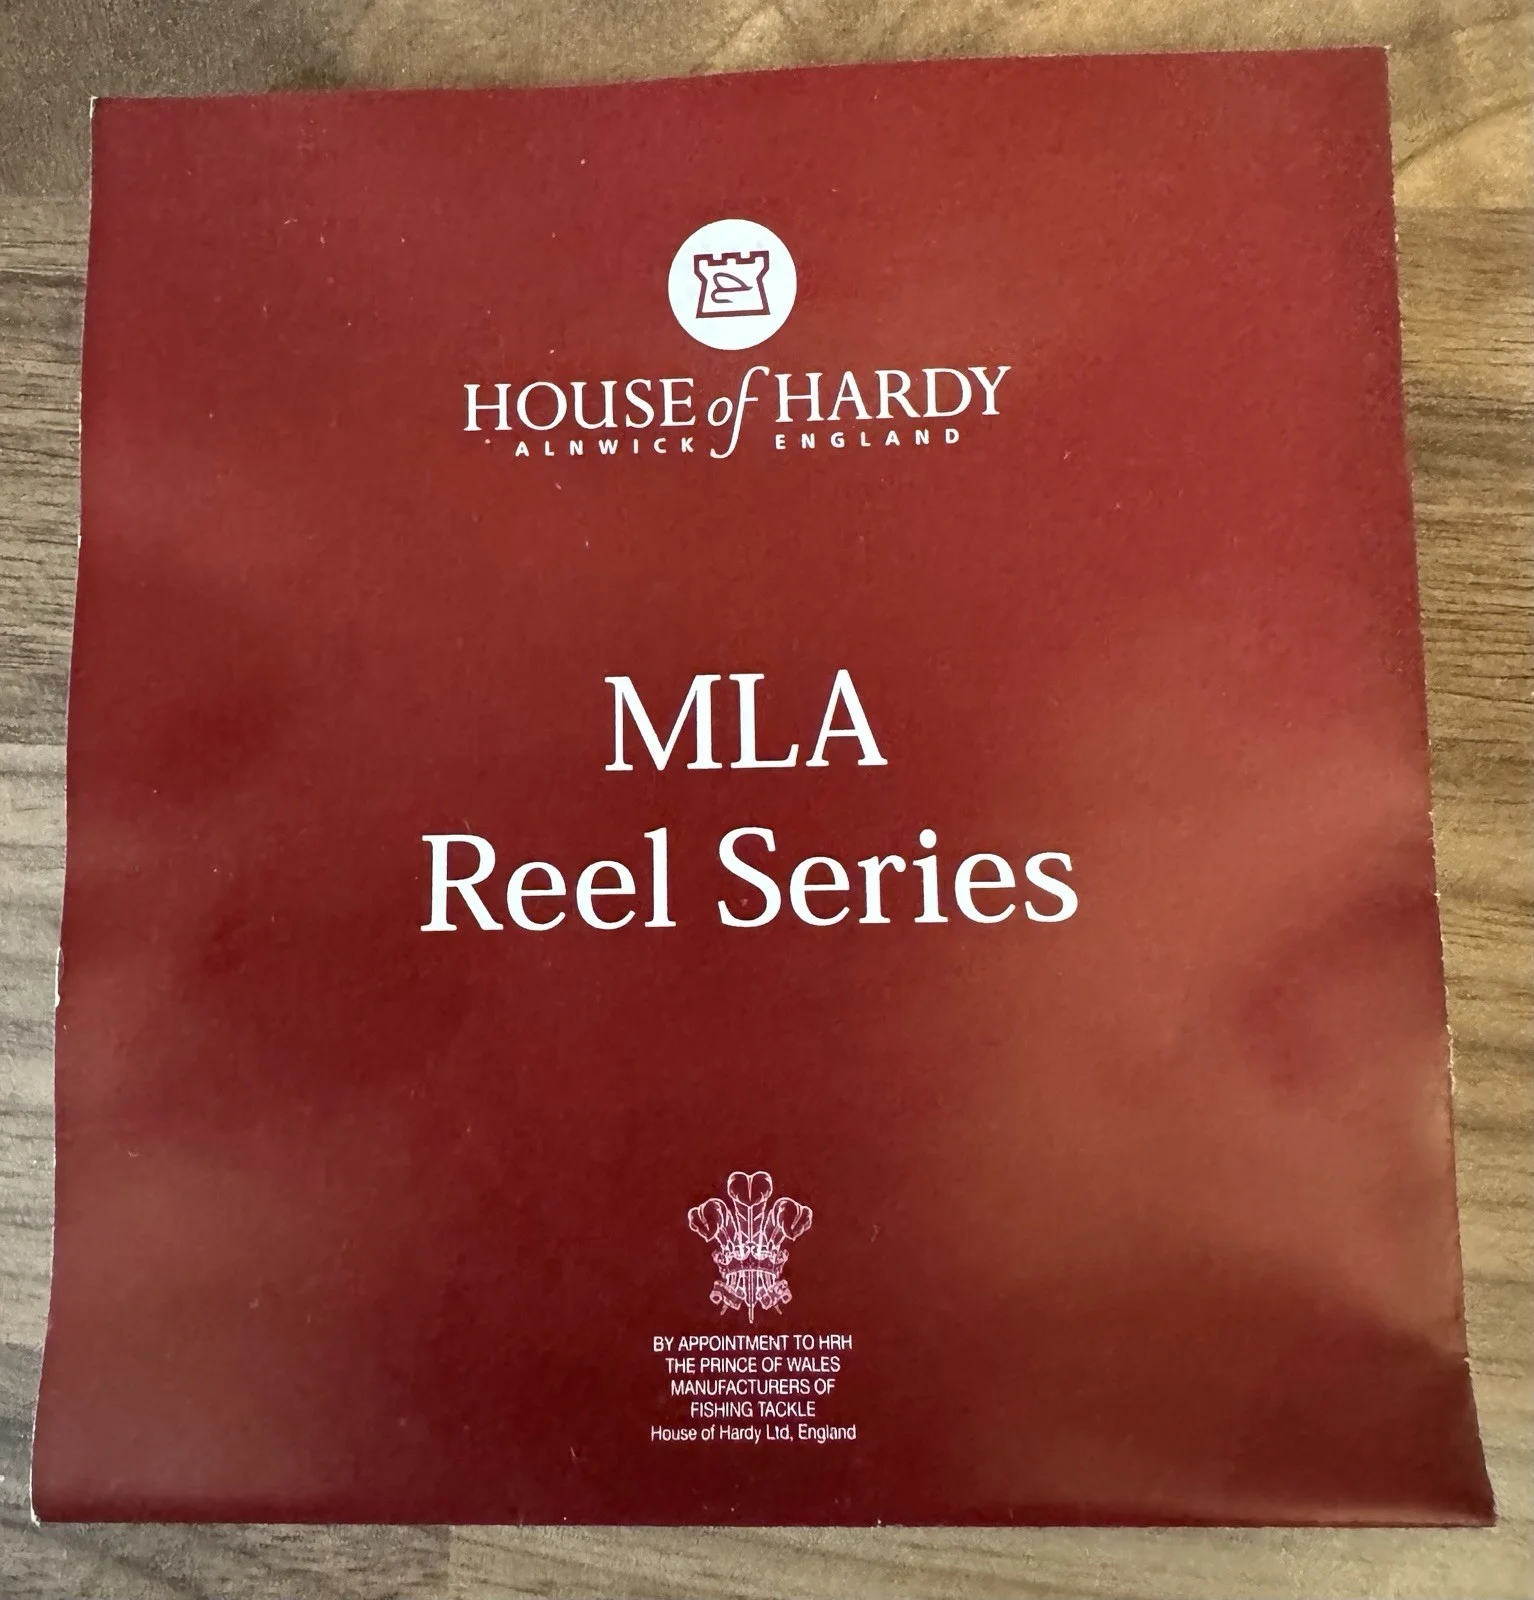 HOUSE of HARDY
ALNWICK ENGLAND
MLA
Reel Series
BY APPOINTMENT TO HRH
THE PRINCE OF WALES
MANUFACTURERS OF
FISHING TACKLE
House of Hardy Ltd, England